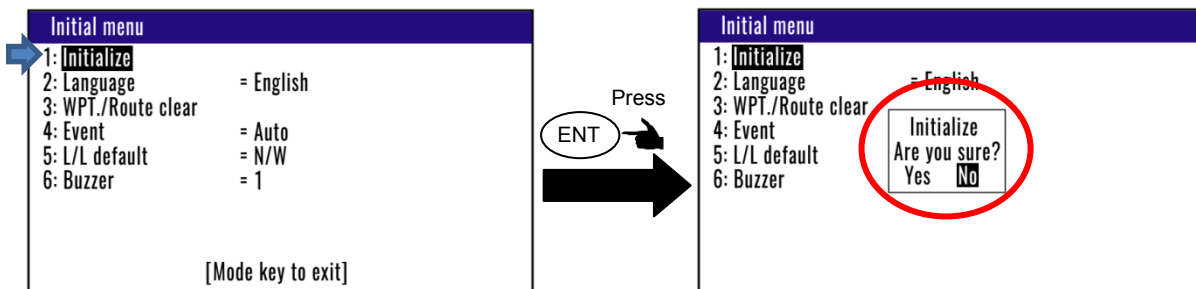 Initial menu
1: Initialize
2: Language = English
3: WPT./Route clear
4: Event = Auto
5: L/L default = N/W
6: Buzzer = 1
[Mode key to exit]
Press
ENT
Initial menu
1: Initialize
2: Language = English
3: WPT./Route clear
4: Event
5: L/L default
6: Buzzer
Initialize
Are you sure?
Yes No